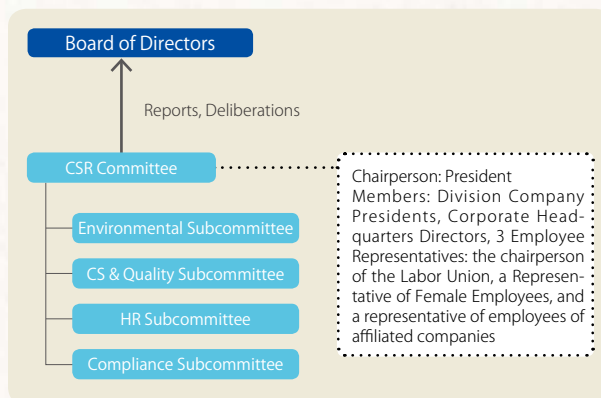 Board of Directors
Reports, Deliberations
CSR Committee
Chairperson: President
Members: Division Company
Presidents, Corporate Head-
quarters Directors, 3 Employee
Representatives: the chairperson
of the Labor Union, a Represen-
tative of Female Employees, and
a representative of employees of
affiliated companies
Environmental Subcommittee
CS & Quality Subcommittee
HR Subcommittee
Compliance Subcommittee